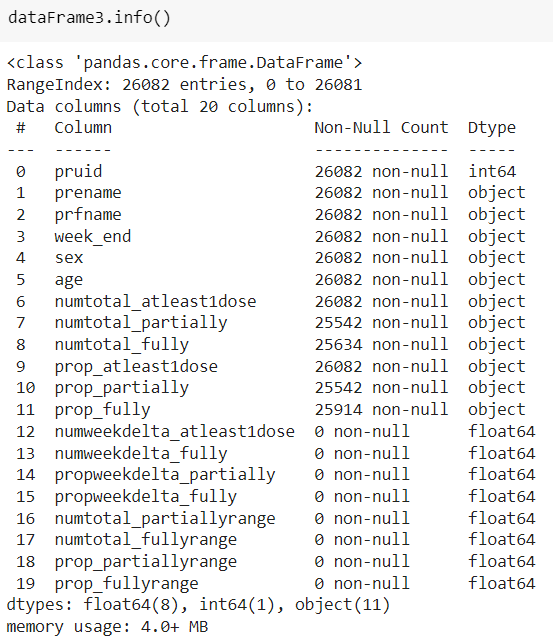 dataFrame3.info()
<class 'pandas.core.frame.DataFrame'>
RangeIndex: 26082 entries, 0 to 26081
Data columns (total 20 columns):
 #   Column                   Non-Null Count  Dtype
---  ------                   --------------  -----
 0   pruid                    26082 non-null  int64
 1   prename                  26082 non-null  object
 2   prfname                  26082 non-null  object
 3   week_end                 26082 non-null  object
 4   sex                      26082 non-null  object
 5   age                      26082 non-null  object
 6   numtotal_atleast1dose    26082 non-null  object
 7   numtotal_partially       25542 non-null  object
 8   numtotal_fully           25634 non-null  object
 9   prop_atleast1dose        26082 non-null  object
 10  prop_partially           25542 non-null  object
 11  prop_fully               25914 non-null  object
 12  numweekdelta_atleast1dose  0 non-null      float64
 13  numweekdelta_fully       0 non-null      float64
 14  propweekdelta_partially  0 non-null      float64
 15  propweekdelta_fully      0 non-null      float64
 16  numtotal_partiallyrange  0 non-null      float64
 17  numtotal_fullyrange      0 non-null      float64
 18  prop_partiallyrange      0 non-null      float64
 19  prop_fullyrange          0 non-null      float64
dtypes: float64(8), int64(1), object(11)
memory usage: 4.0+ MB